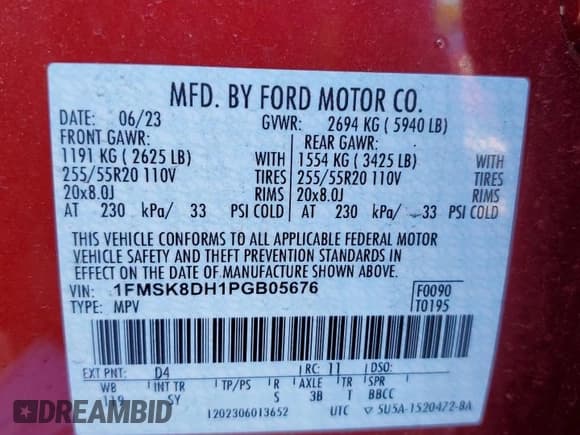 MFD. BY FORD MOTOR CO.
DATE: 06/23 GVWR: 2694 KG ( 5940 LB)
FRONT GAWR: REAR GAWR:
1191 KG ( 2625 LB) WITH 1554 KG ( 3425 LB) WITH
255/55R20 110V TIRES 255/55R20 110V TIRES
20x8.0J RIMS 20x8.0J RIMS
AT 230 kPa/ 33 PSI COLD AT 230 kPa/ 33 PSI COLD
THIS VEHICLE CONFORMS TO ALL APPLICABLE FEDERAL MOTOR
VEHICLE SAFETY AND THEFT PREVENTION STANDARDS IN
EFFECT ON THE DATE OF MANUFACTURE SHOWN ABOVE.
VIN: 1FMSK8DH1PGB05676 F0090
TYPE: MPV T0195
EXT PNT: D4 RC: 11 DSO:
WB INT TR TP/PS R AXLE TR SPR
119 SY S 3B T BBCC
1202306013652 UTC ▽ 5U5A-1520472-BA
DREAMBID